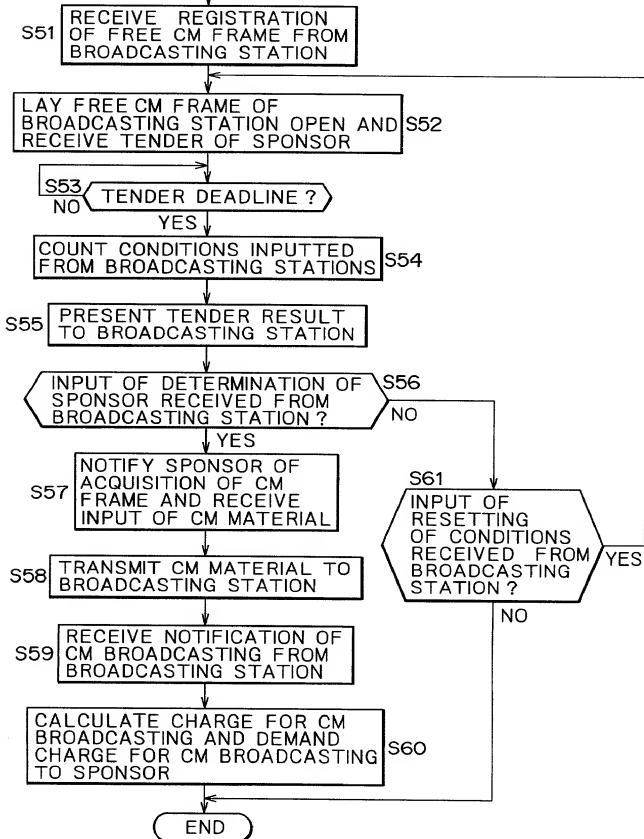 S51
RECEIVE REGISTRATION
OF FREE CM FRAME FROM
BROADCASTING STATION
LAY FREE CM FRAME OF
BROADCASTING STATION OPEN AND
RECEIVE TENDER OF SPONSOR
S52
S53
TENDER DEADLINE?
NO
YES
COUNT CONDITIONS INPUTTED
FROM BROADCASTING STATIONS
S54
S55
PRESENT TENDER RESULT
TO BROADCASTING STATION
INPUT OF DETERMINATION OF
SPONSOR RECEIVED FROM
BROADCASTING STATION?
S56
NO
YES
S57
NOTIFY SPONSOR OF
ACQUISITION OF CM
FRAME AND RECEIVE
INPUT OF CM MATERIAL
S61
INPUT OF
RESETTING
OF CONDITIONS
RECEIVED FROM
BROADCASTING
STATION?
YES
NO
S58
TRANSMIT CM MATERIAL TO
BROADCASTING STATION
S59
RECEIVE NOTIFICATION OF
CM BROADCASTING FROM
BROADCASTING STATION
CALCULATE CHARGE FOR CM
BROADCASTING AND DEMAND
CHARGE FOR CM BROADCASTING
TO SPONSOR
S60
END